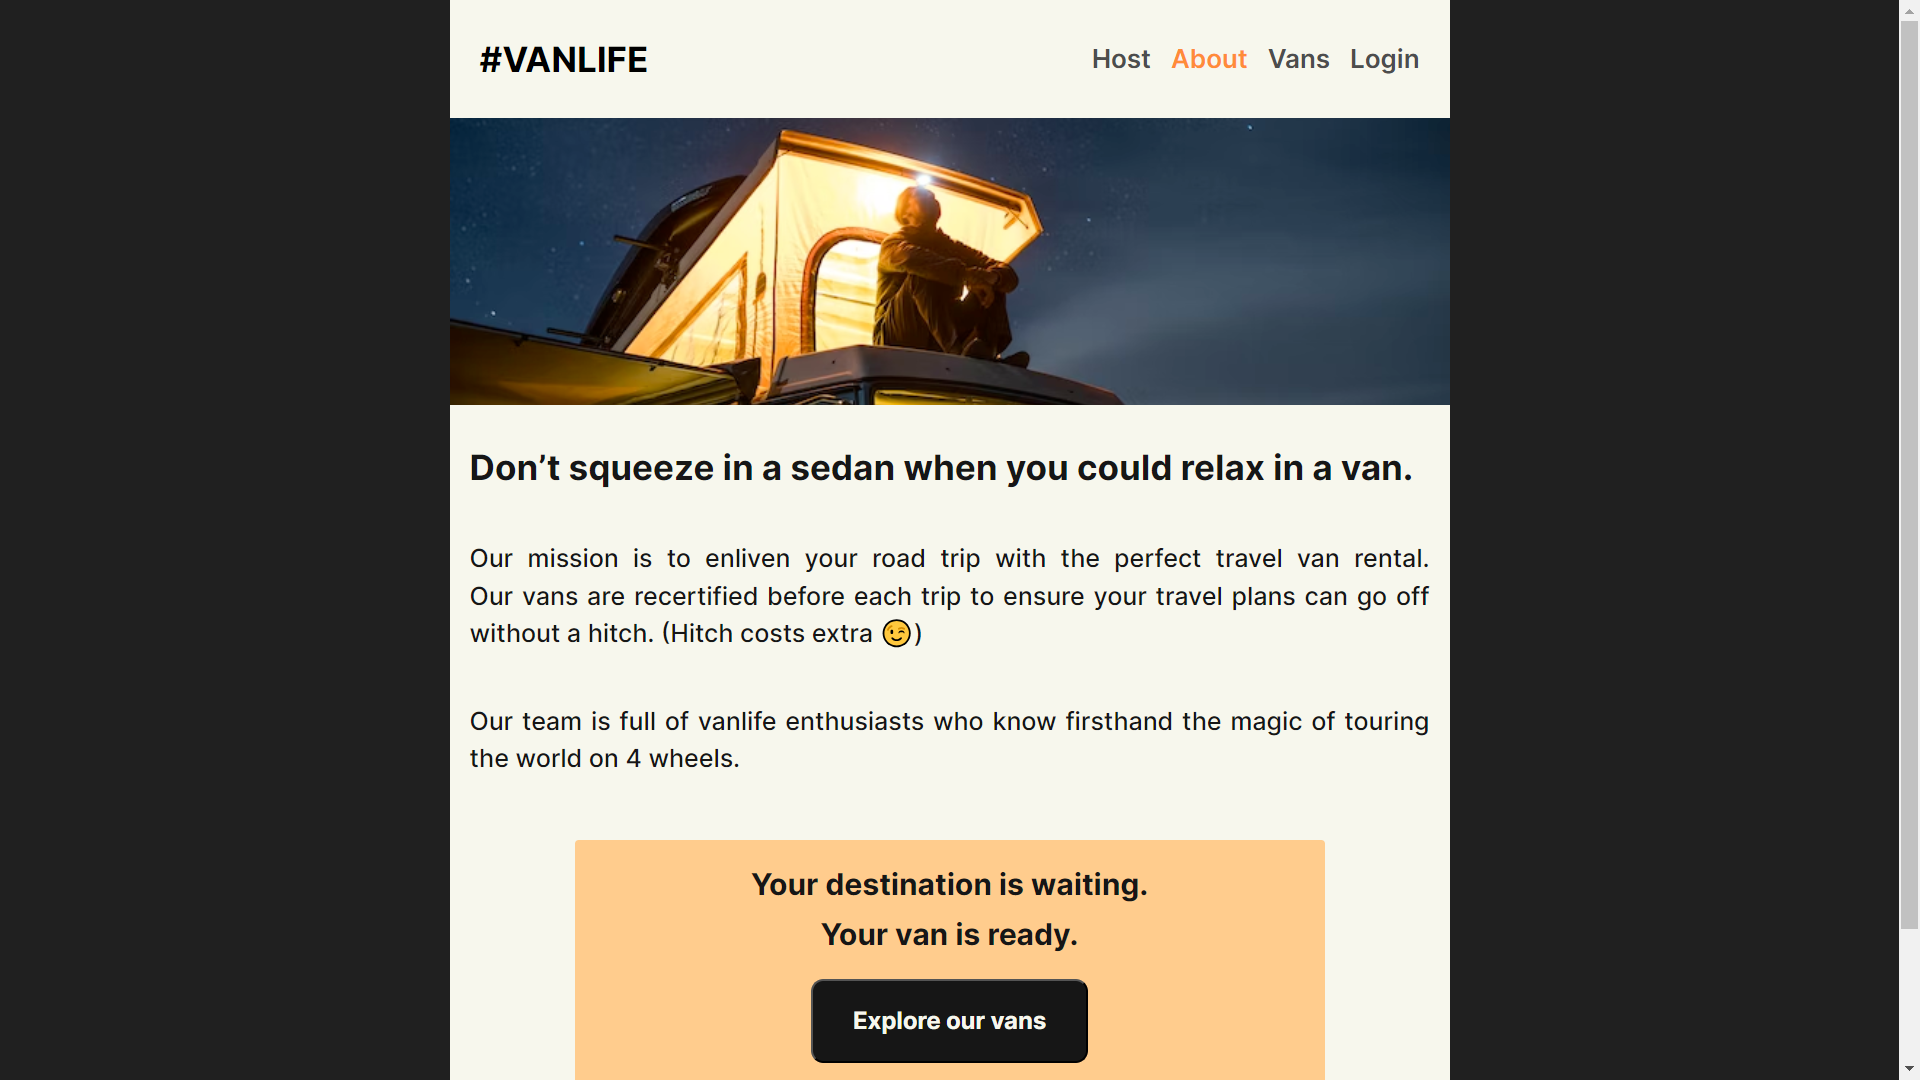 #VANLIFE
Host About Vans Login
Don’t squeeze in a sedan when you could relax in a van.
Our mission is to enliven your road trip with the perfect travel van rental.
Our vans are recertified before each trip to ensure your travel plans can go off
without a hitch. (Hitch costs extra 😉)
Our team is full of vanlife enthusiasts who know firsthand the magic of touring
the world on 4 wheels.
Your destination is waiting.
Your van is ready.
Explore our vans